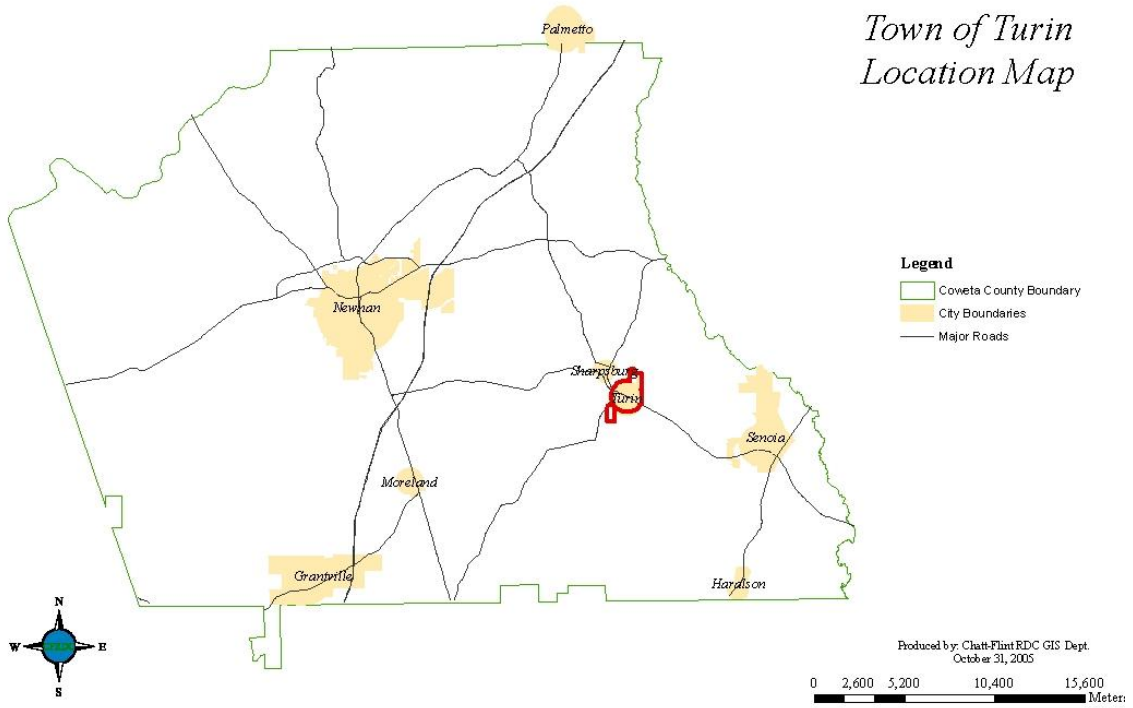 Palmetto
Town of Turin
Location Map
Legend
Coweta County Boundary
City Boundaries
Major Roads
Newnan
Sharpsburg
Turin
Senoia
Moreland
Grantville
Haralson
N
W
E
S
Produced by: Chatt-Flint RDC GIS Dept.
October 31, 2005
0 2,600 5,200 10,400 15,600
Meters